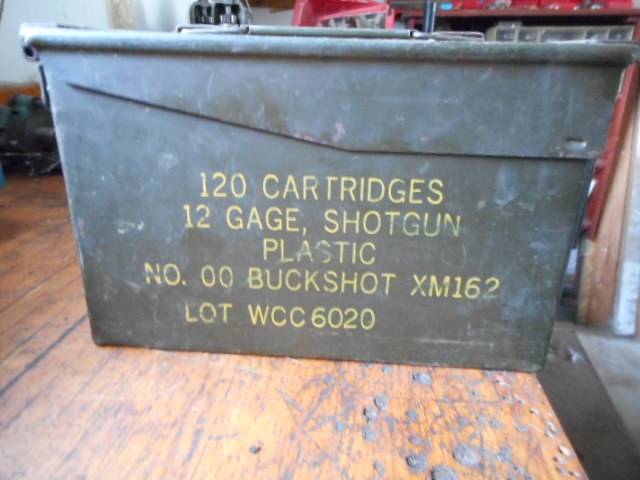 120 CARTRIDGES
12 GAGE, SHOTGUN
PLASTIC
NO. 00 BUCKSHOT XM162
LOT WCC 6020